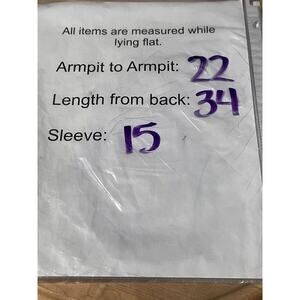 All items are measured while
lying flat.
Armpit to Armpit: 22
Length from back: 34
Sleeve: 15